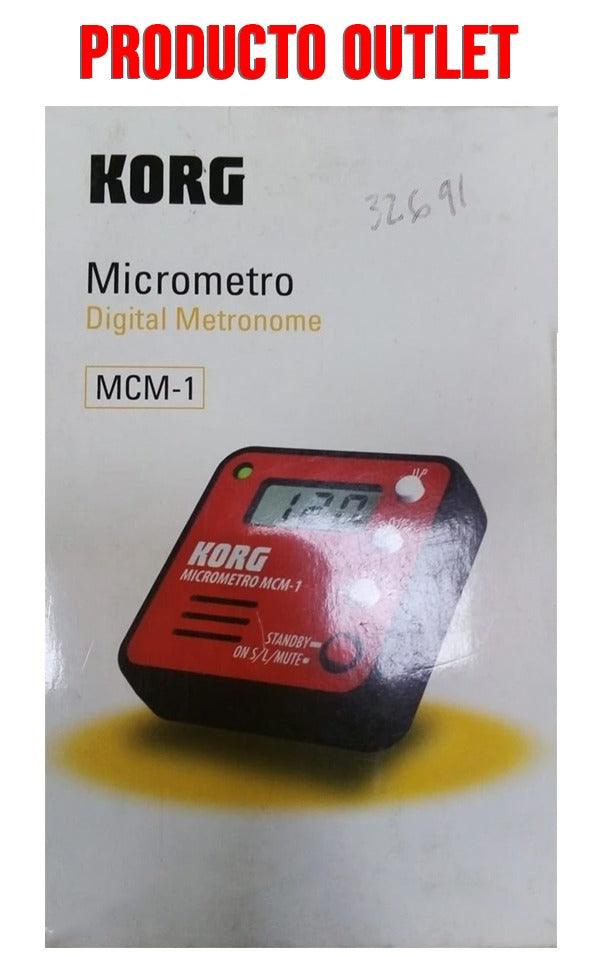 PRODUCTO OUTLET
KORG
32691
Micrometro
Digital Metronome
MCM-1
UP
120
KORG
MICROMETRO MCM-1
STANDBY
ON S/L/MUTE